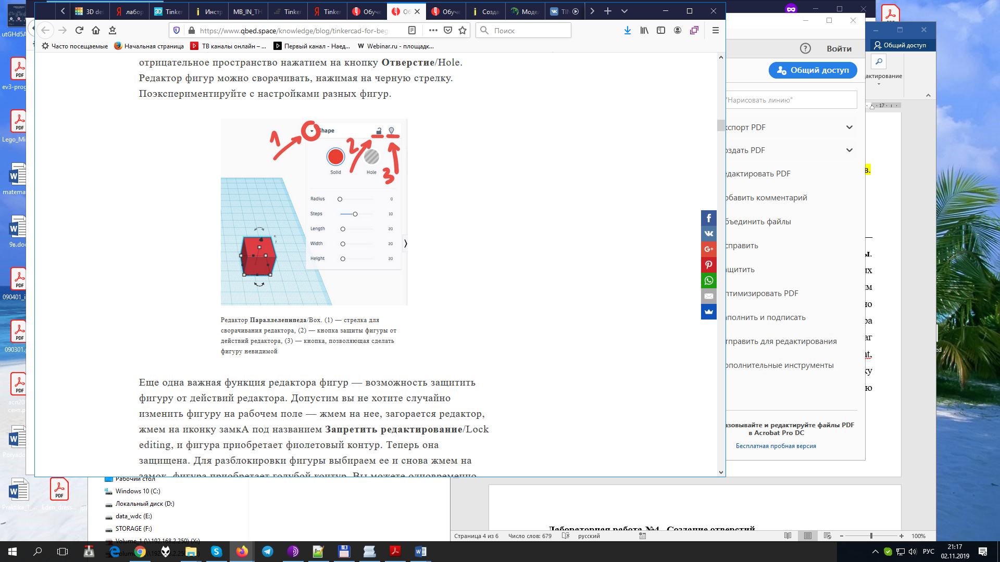 3D des
лабор
Tinker
Инстр
MB_IN_TH
Tinker
Tinker
Обуче
Об
Обуче
Созда
Моде
TIN
https://www.qbed.space/knowledge/blog/tinkercad-for-beg
Поиск
Часто посещаемые
Начальная страница
ТВ каналы онлайн – ...
Первый канал - Наед...
Webinar.ru - площадк...
отрицательное пространство нажатием на кнопку Отверстие/Hole.
Редактор фигур можно сворачивать, нажимая на черную стрелку.
Поэкспериментируйте с настройками разных фигур.
1
Shape
2
3
Solid
Hole
Radius 0
Steps 10
Length 20
Width 20
Height 20
Редактор Параллелепипеда/Box. (1) — стрелка для
сворачивания редактора, (2) — кнопка защиты фигуры от
действий редактора, (3) — кнопка, позволяющая сделать
фигуру невидимой
Еще одна важная функция редактора фигур — возможность защитить
фигуру от действий редактора. Допустим вы не хотите случайно
изменить фигуру на рабочем поле — жмем на нее, загорается редактор,
жмем на иконку замкА под названием Запретить редактирование/Lock
editing, и фигура приобретает фиолетовый контур. Теперь она
защищена. Для разблокировки фигуры выбираем ее и снова жмем на
замок, фигура приобретает голубой контур. Вы можете одновременно
Войти
Общий доступ
"Нарисовать линию"
кспорт PDF
оздать PDF
едактировать PDF
обавить комментарий
бъединить файлы
справить
ащитить
птимизировать PDF
аполнить и подписать
тправить для редактирования
ополнительные инструменты
азовывайте и редактируйте файлы PDF
в Acrobat Pro DC
Бесплатная пробная версия
Общий доступ
актирование
17
в.
—
ы.
ых
м
но
ра
аг
nt,
ку
ю
utGHd5A
ev3-prog
Lego_Mi
matema
9в.doc
090401_i
090301.
асп20
сент.р
Poryado
Praktika_1_...
Eden_dress...
ed
Рабочий стол
Windows 10 (C:)
Локальный диск (D:)
data_wdc (E:)
STORAGE (F:)
Volume_1 (\\192.168.2.250) (X:)
Лабораторная работа №4 Создание отверстий
Страница 4 из 6
Число слов: 679
русский
100%
РУС
21:17
02.11.2019